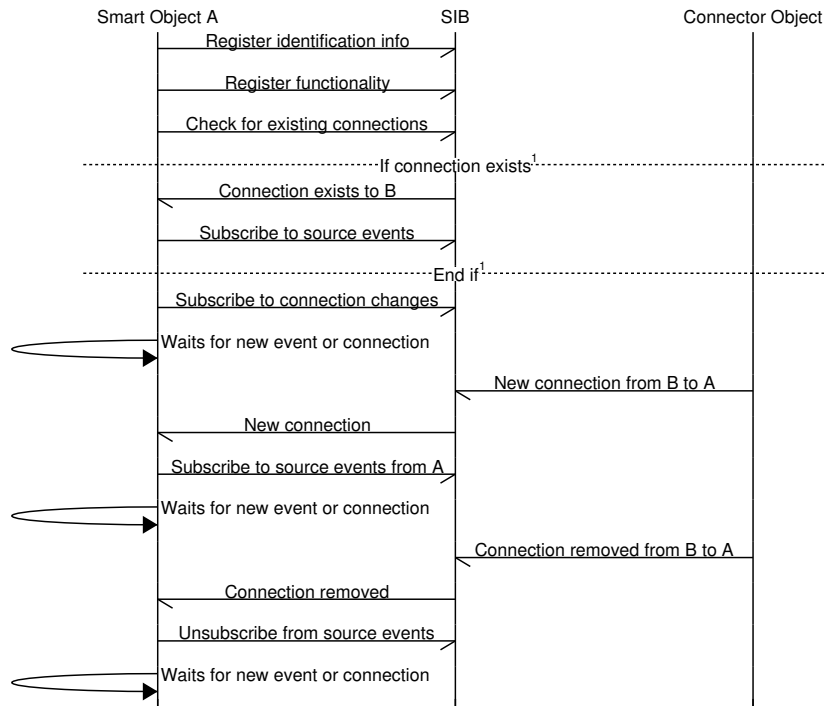 Smart Object A SIB Connector Object
Register identification info
Register functionality
Check for existing connections
If connection exists¹
Connection exists to B
Subscribe to source events
End if¹
Subscribe to connection changes
Waits for new event or connection
New connection from B to A
New connection
Subscribe to source events from A
Waits for new event or connection
Connection removed from B to A
Connection removed
Unsubscribe from source events
Waits for new event or connection